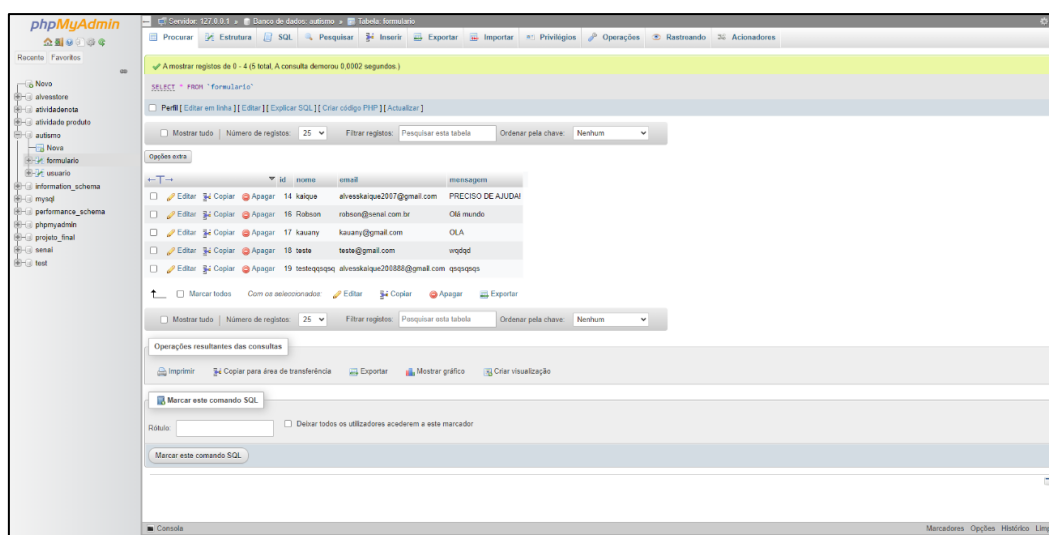 phpMyAdmin
Recente Favoritos
Novo
alvesstore
atividadenota
atividade produto
autismo
Nova
formulario
usuario
information_schema
mysql
performance_schema
phpmyadmin
projeto_final
senai
test
Servidor: 127.0.0.1 » Banco de dados: autismo » Tabela: formulario
Procurar Estrutura SQL Pesquisar Inserir Exportar Importar Privilégios Operações Rastreando Acionadores
A mostrar registos de 0 - 4 (5 total, A consulta demorou 0,0002 segundos.)
SELECT * FROM `formulario`
Perfil [ Editar em linha ] [ Editar ] [ Explicar SQL ] [ Criar código PHP ] [ Actualizar ]
Mostrar tudo | Número de registos: 25 Filtrar registos: Pesquisar esta tabela Ordenar pela chave: Nenhum
Opções extra
←T→ id nome email mensagem
Editar Copiar Apagar 14 kaique alvesskaique2007@gmail.com PRECISO DE AJUDA!
Editar Copiar Apagar 16 Robson robson@senai.com.br Olá mundo
Editar Copiar Apagar 17 kauany kauany@gmail.com OLA
Editar Copiar Apagar 18 teste teste@gmail.com wqdqd
Editar Copiar Apagar 19 testeqqsqsq alvesskaique200888@gmail.com qsqsqsqs
Marcar todos Com os seleccionados: Editar Copiar Apagar Exportar
Mostrar tudo | Número de registos: 25 Filtrar registos: Pesquisar esta tabela Ordenar pela chave: Nenhum
Operações resultantes das consultas
Imprimir Copiar para área de transferência Exportar Mostrar gráfico Criar visualização
Marcar este comando SQL
Rótulo: Deixar todos os utilizadores acederem a este marcador
Marcar este comando SQL
Consola Marcadores Opções Histórico Limp